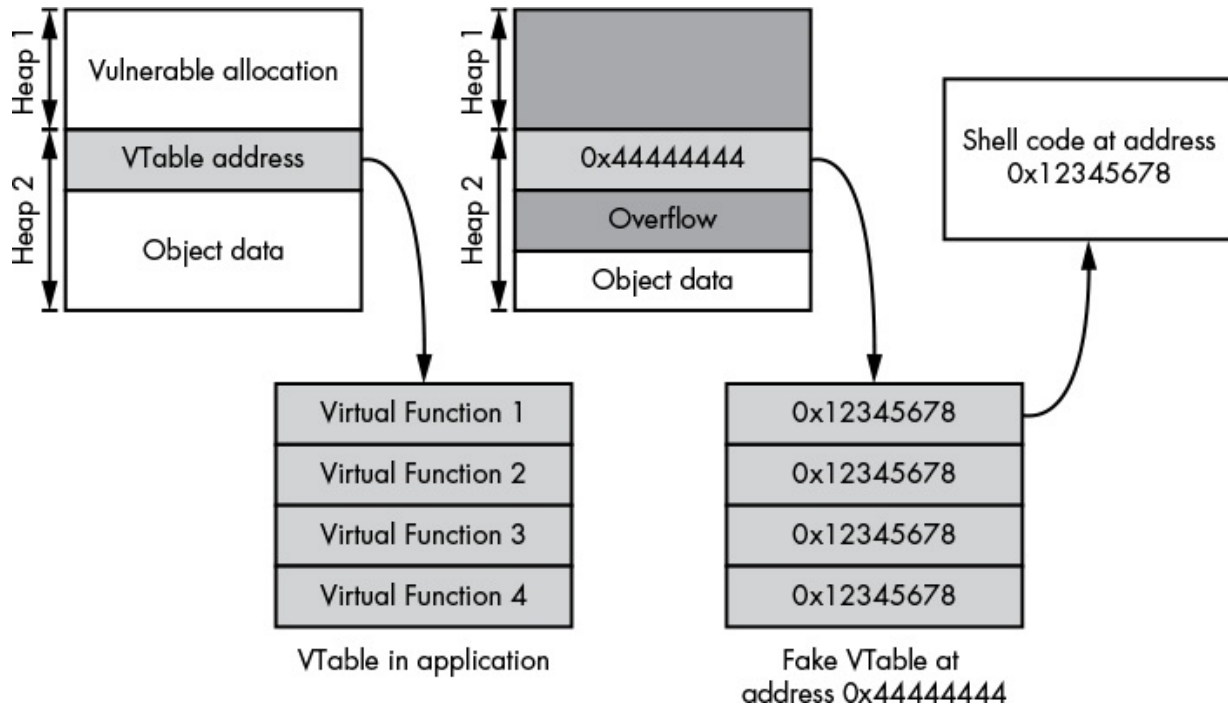 Heap 1
Vulnerable allocation
Heap 2
VTable address
Object data
Virtual Function 1
Virtual Function 2
Virtual Function 3
Virtual Function 4
VTable in application
Heap 1
Heap 2
0x44444444
Overflow
Object data
0x12345678
0x12345678
0x12345678
0x12345678
Fake VTable at
address 0x44444444
Shell code at address
0x12345678